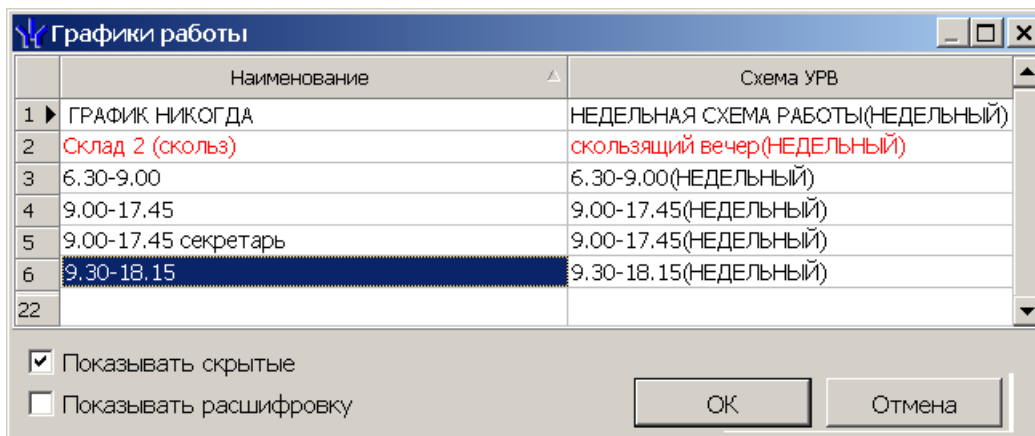 Графики работы
Наименование Схема УРВ
1 ГРАФИК НИКОГДА НЕДЕЛЬНАЯ СХЕМА РАБОТЫ(НЕДЕЛЬНЫЙ)
2 Склад 2 (скольз) скользящий вечер(НЕДЕЛЬНЫЙ)
3 6.30-9.00 6.30-9.00(НЕДЕЛЬНЫЙ)
4 9.00-17.45 9.00-17.45(НЕДЕЛЬНЫЙ)
5 9.00-17.45 секретарь 9.00-17.45(НЕДЕЛЬНЫЙ)
6 9.30-18.15 9.30-18.15(НЕДЕЛЬНЫЙ)
22
Показывать скрытые
Показывать расшифровку
OK Отмена